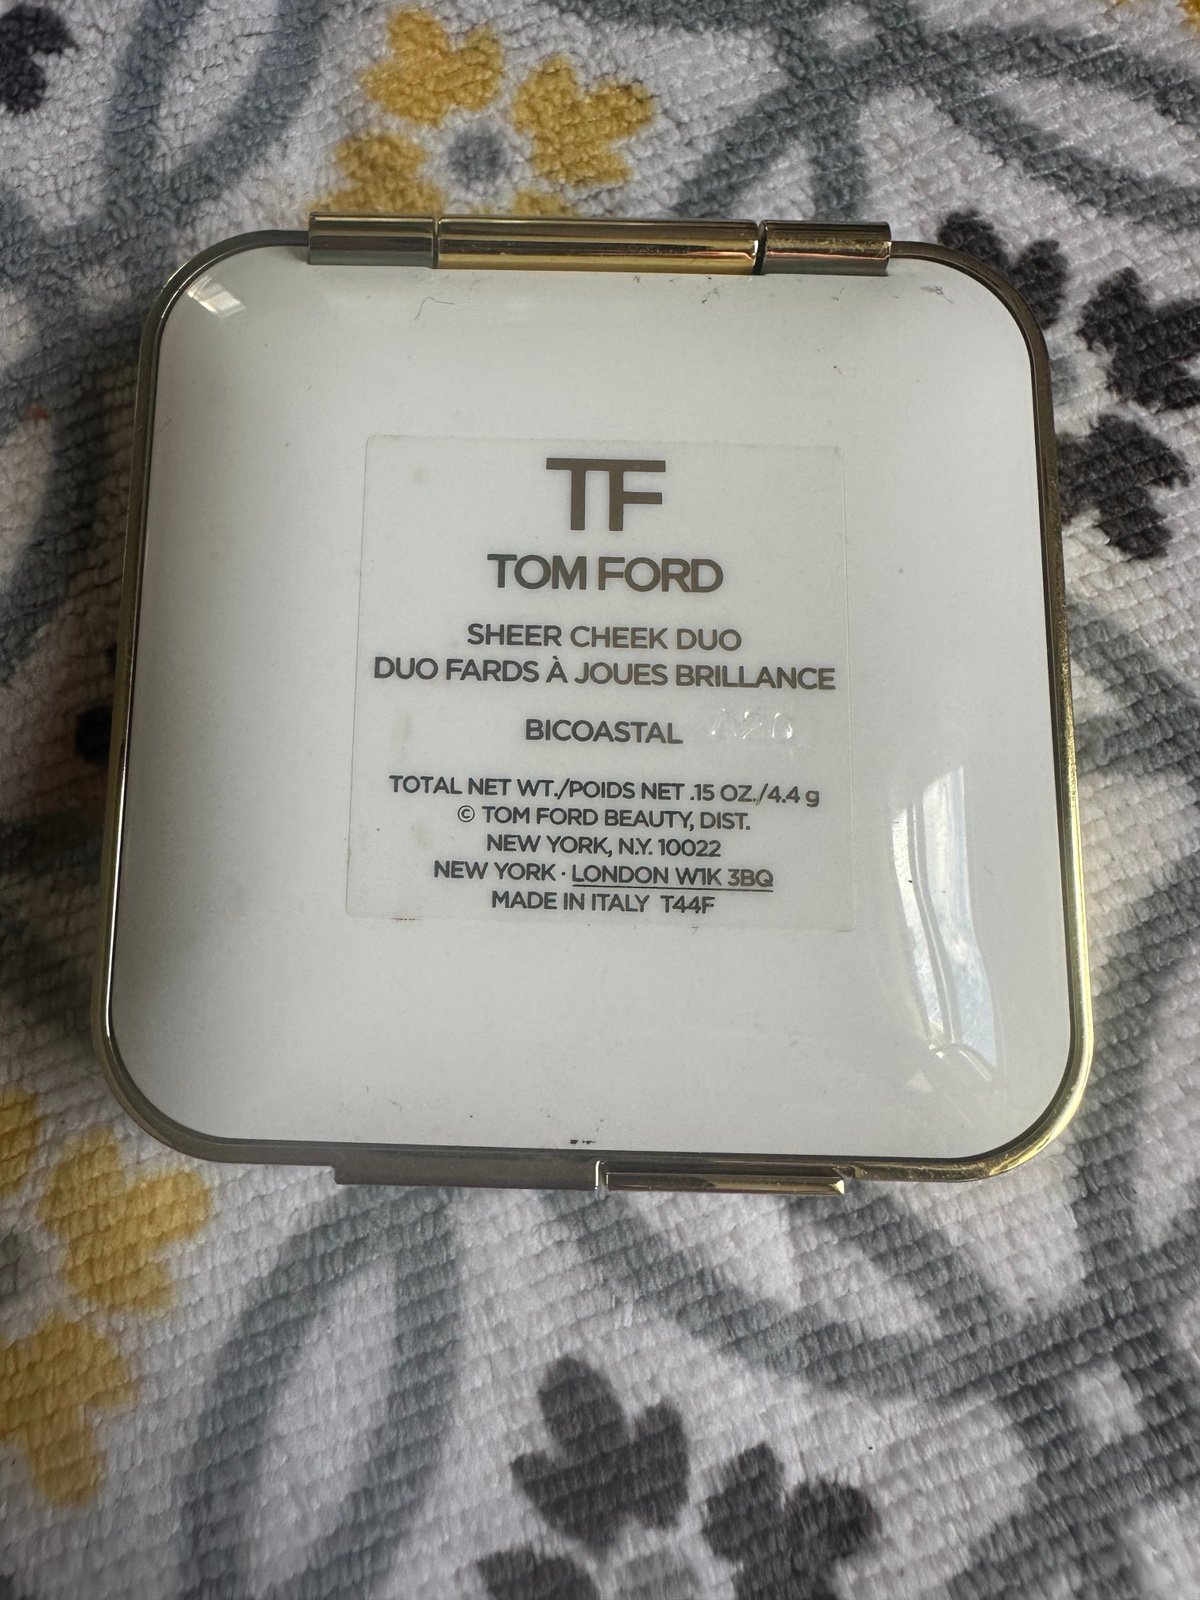 TF
TOM FORD
SHEER CHEEK DUO
DUO FARDS À JOUES BRILLANCE
BICOASTAL
TOTAL NET WT./POIDS NET .15 OZ./4.4 g
© TOM FORD BEAUTY, DIST.
NEW YORK, N.Y. 10022
NEW YORK · LONDON W1K 3BQ
MADE IN ITALY T44F